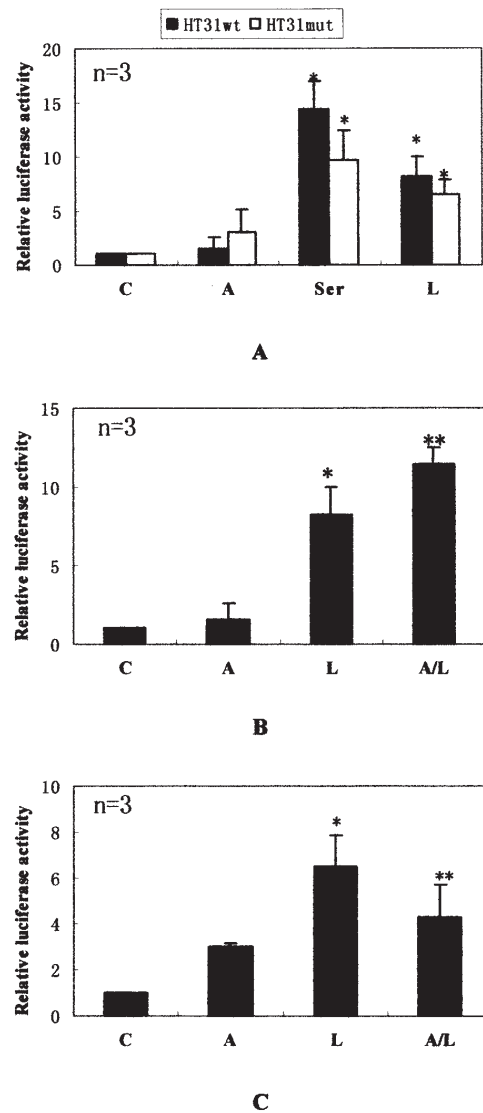 HT31wt HT31mut
n=3
Relative luciferase activity
20
15
10
5
0
* * * *
C A Ser L
A
n=3
Relative luciferase activity
15
10
5
0
* **
C A L A/L
B
n=3
Relative luciferase activity
10
8
6
4
2
0
* **
C A L A/L
C